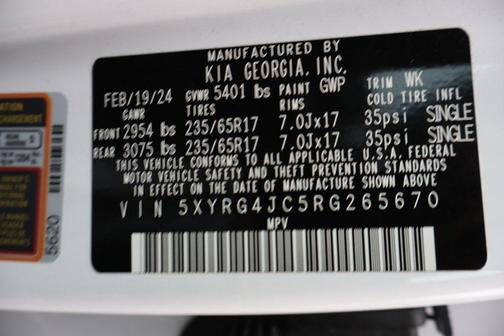 MANUFACTURED BY
KIA GEORGIA, INC.
FEB/19/24 GVWR 5401 lbs PAINT GWP TRIM WK
GAWR TIRES RIMS COLD TIRE INFL
FRONT 2954 lbs 235/65R17 7.0Jx17 35psi SINGLE
REAR 3075 lbs 235/65R17 7.0Jx17 35psi SINGLE
THIS VEHICLE CONFORMS TO ALL APPLICABLE U.S.A. FEDERAL
MOTOR VEHICLE SAFETY AND THEFT PREVENTION STANDARDS
IN EFFECT ON THE DATE OF MANUFACTURE SHOWN ABOVE
VIN 5XYRG4JC5RG265670
MPV
5620